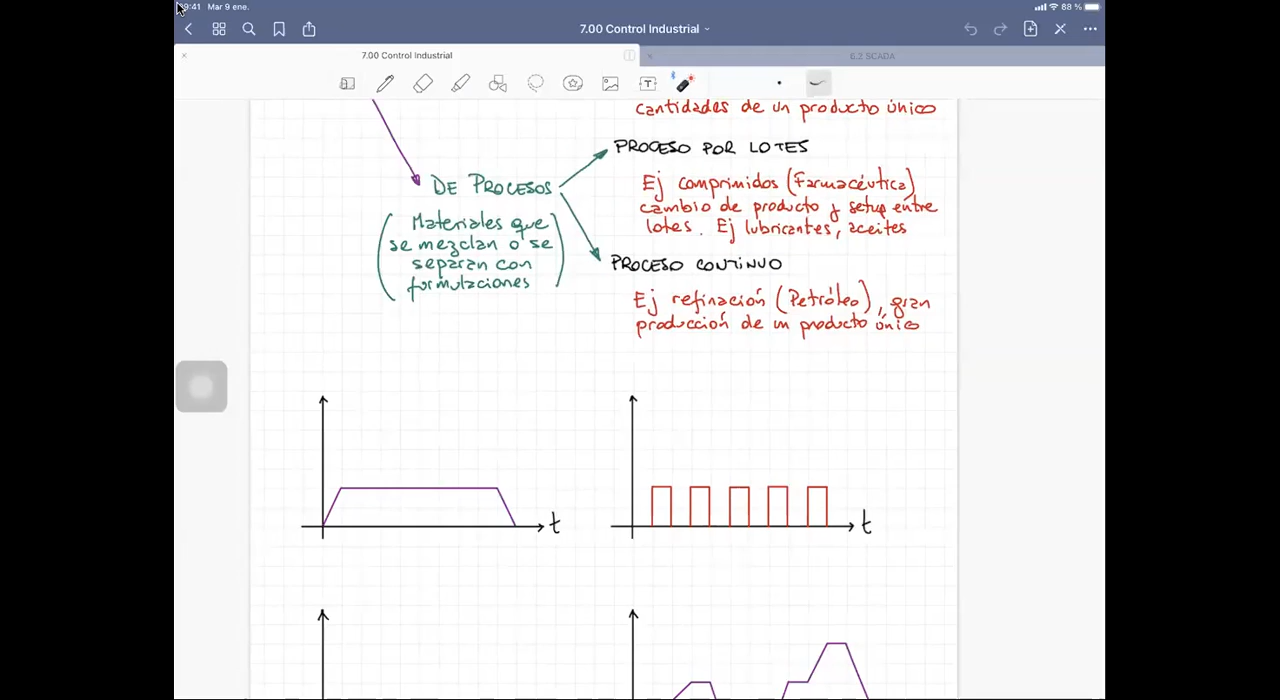 9:41 Mar 9 ene.
88 %
7.00 Control Industrial
7.00 Control Industrial
6.2 SCADA
cantidades de un producto único
PROCESO POR LOTES
DE PROCESOS
Ej comprimidos (Farmacéutica)
cambio de producto y setup entre
lotes. Ej lubricantes, aceites
( Materiales que
se mezclan o se
separan con
formulaciones )
PROCESO CONTINUO
Ej refinación (Petróleo), gran
producción de un producto único
t
t